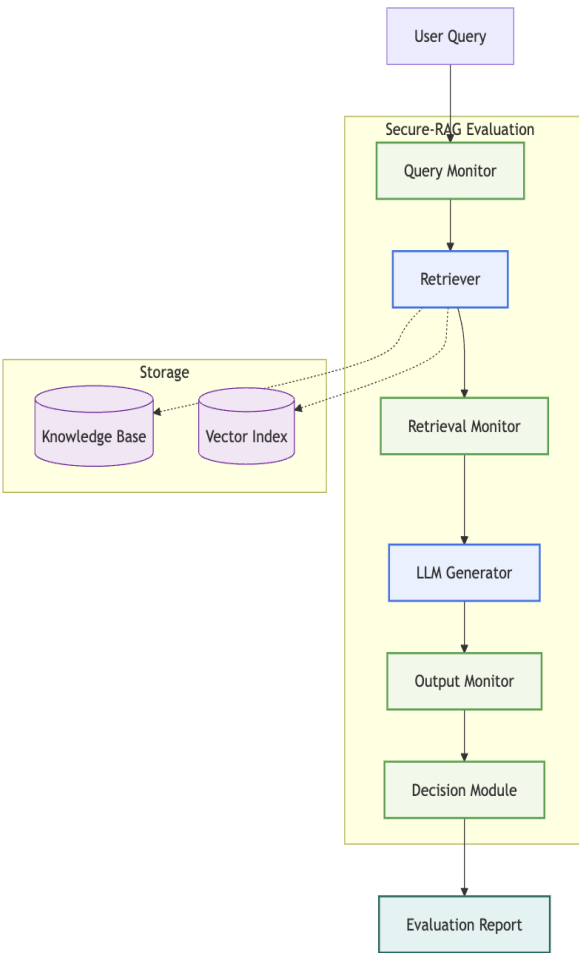 User Query
Secure-RAG Evaluation
Query Monitor
Retriever
Storage
Knowledge Base
Vector Index
Retrieval Monitor
LLM Generator
Output Monitor
Decision Module
Evaluation Report